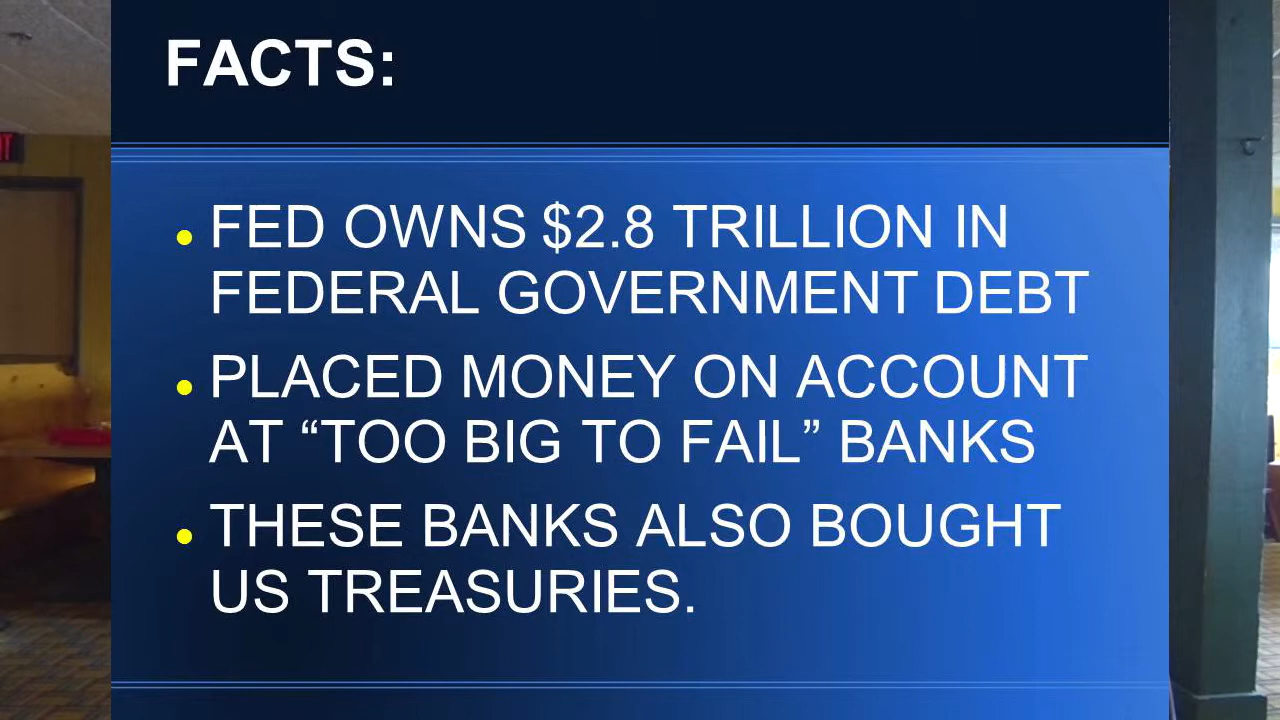 FACTS:
FED OWNS $2.8 TRILLION IN
FEDERAL GOVERNMENT DEBT
PLACED MONEY ON ACCOUNT
AT “TOO BIG TO FAIL” BANKS
THESE BANKS ALSO BOUGHT
US TREASURIES.